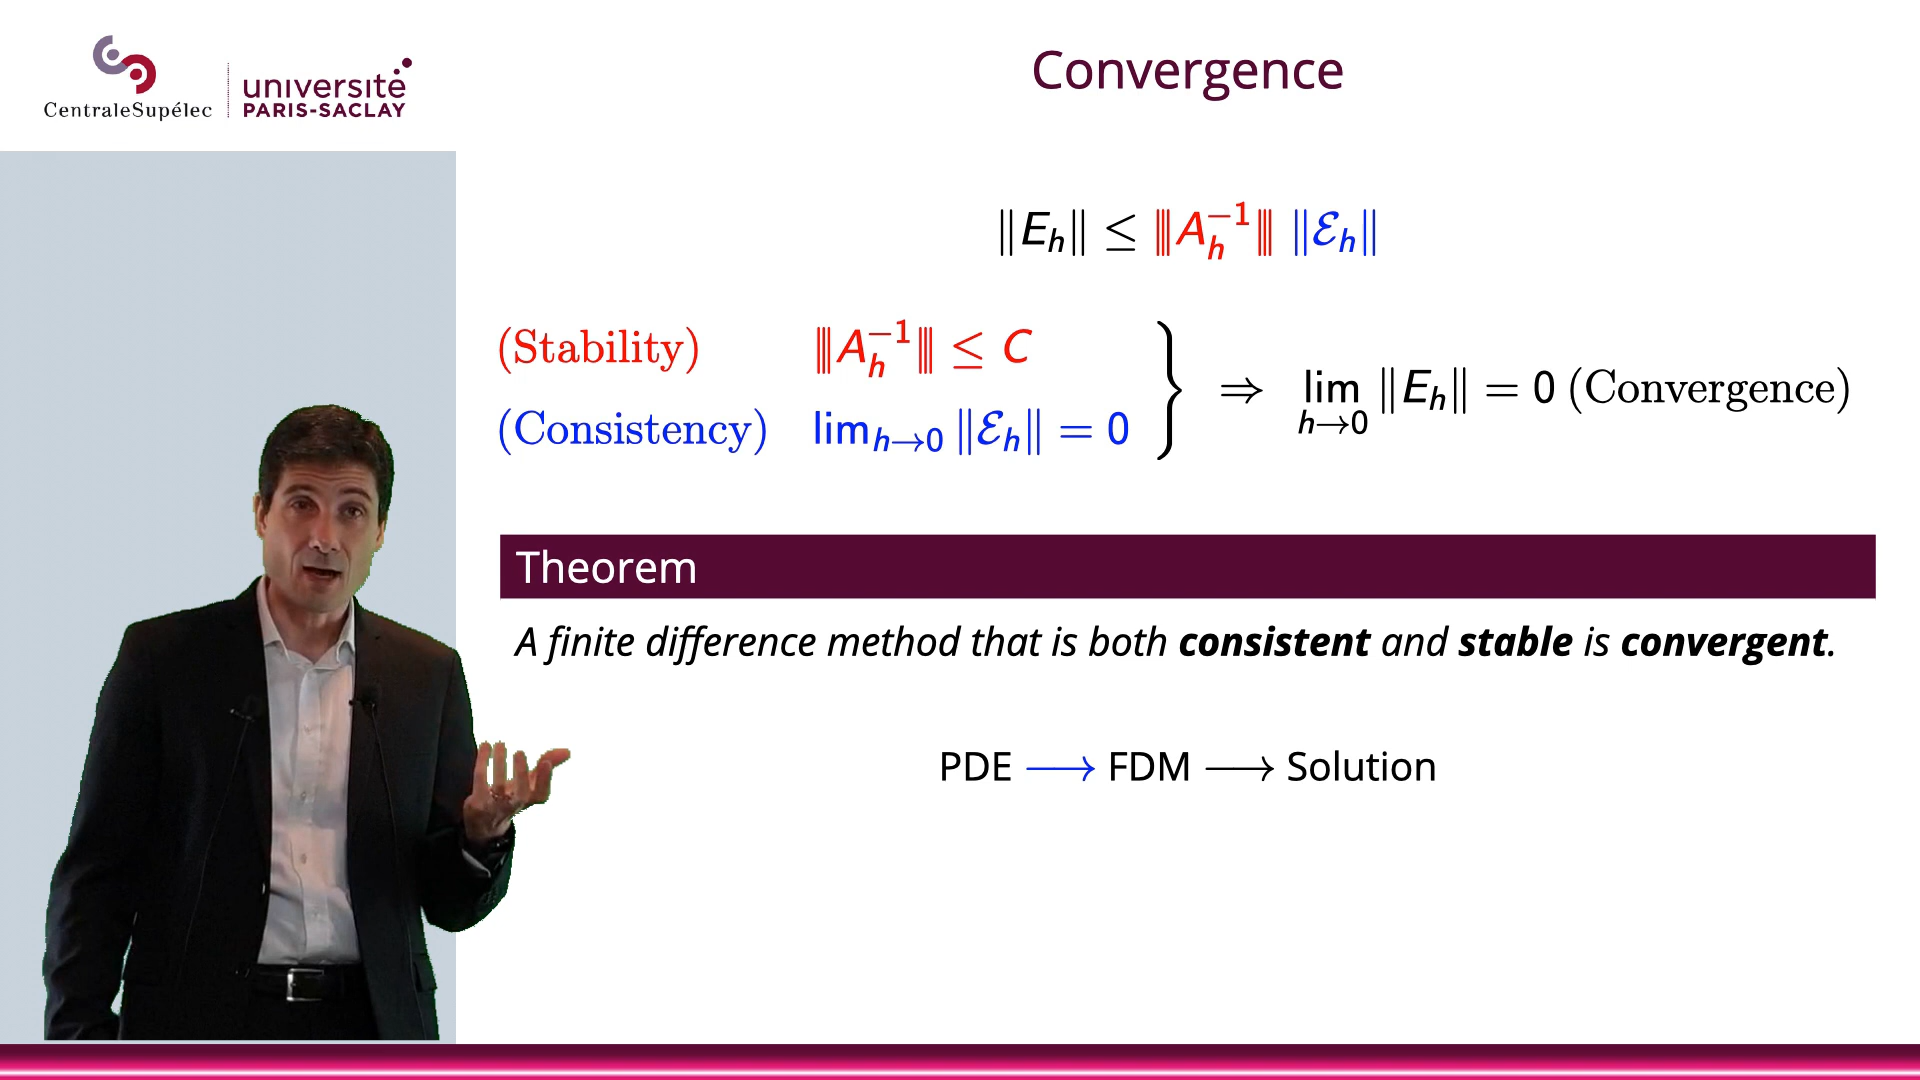 CentraleSupélec
université
PARIS-SACLAY
Convergence
‖E_h‖ ≤ ⦀A_h^{-1}⦀ ‖ℰ_h‖
(Stability) ⦀A_h^{-1}⦀ ≤ C
(Consistency) lim_{h→0} ‖ℰ_h‖ = 0
} ⇒ lim_{h→0} ‖E_h‖ = 0 (Convergence)
Theorem
A finite difference method that is both consistent and stable is convergent.
PDE ⟶ FDM ⟶ Solution